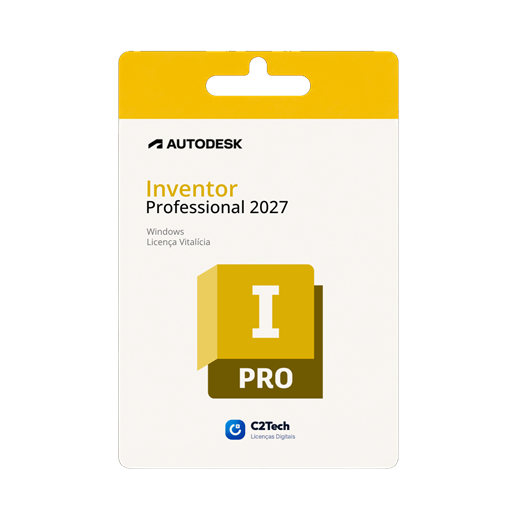 AUTODESK
Inventor
Professional 2027
Windows
Licença Vitalícia
I
PRO
C2Tech
Licenças Digitais